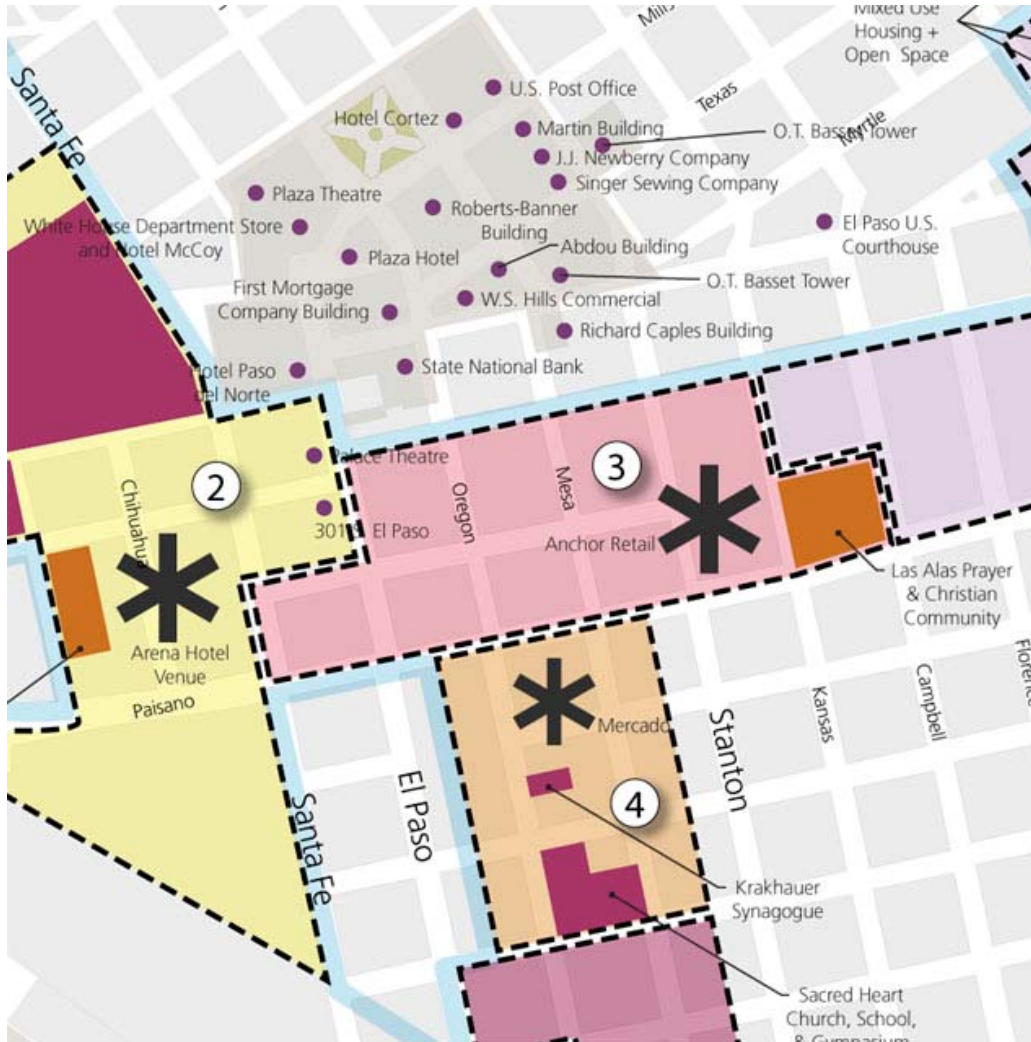 Mixed Use
Housing +
Open Space
Santa Fe
U.S. Post Office
Texas
Hotel Cortez
Martin Building
O.T. Basset Tower
Myrtle
J.J. Newberry Company
Singer Sewing Company
Plaza Theatre
Roberts-Banner
Building
White House Department Store
and Hotel McCoy
El Paso U.S.
Courthouse
Abdou Building
Plaza Hotel
O.T. Basset Tower
First Mortgage
Company Building
W.S. Hills Commercial
Richard Caples Building
Hotel Paso
del Norte
State National Bank
Palace Theatre
2
3
Chihuahua
Oregon
Mesa
301 S. El Paso
Anchor Retail
Las Alas Prayer
& Christian
Community
Arena Hotel
Venue
Paisano
Florence
Campbell
Kansas
Stanton
Mercado
El Paso
Santa Fe
4
Krakhauer
Synagogue
Sacred Heart
Church, School,
& Gymnasium